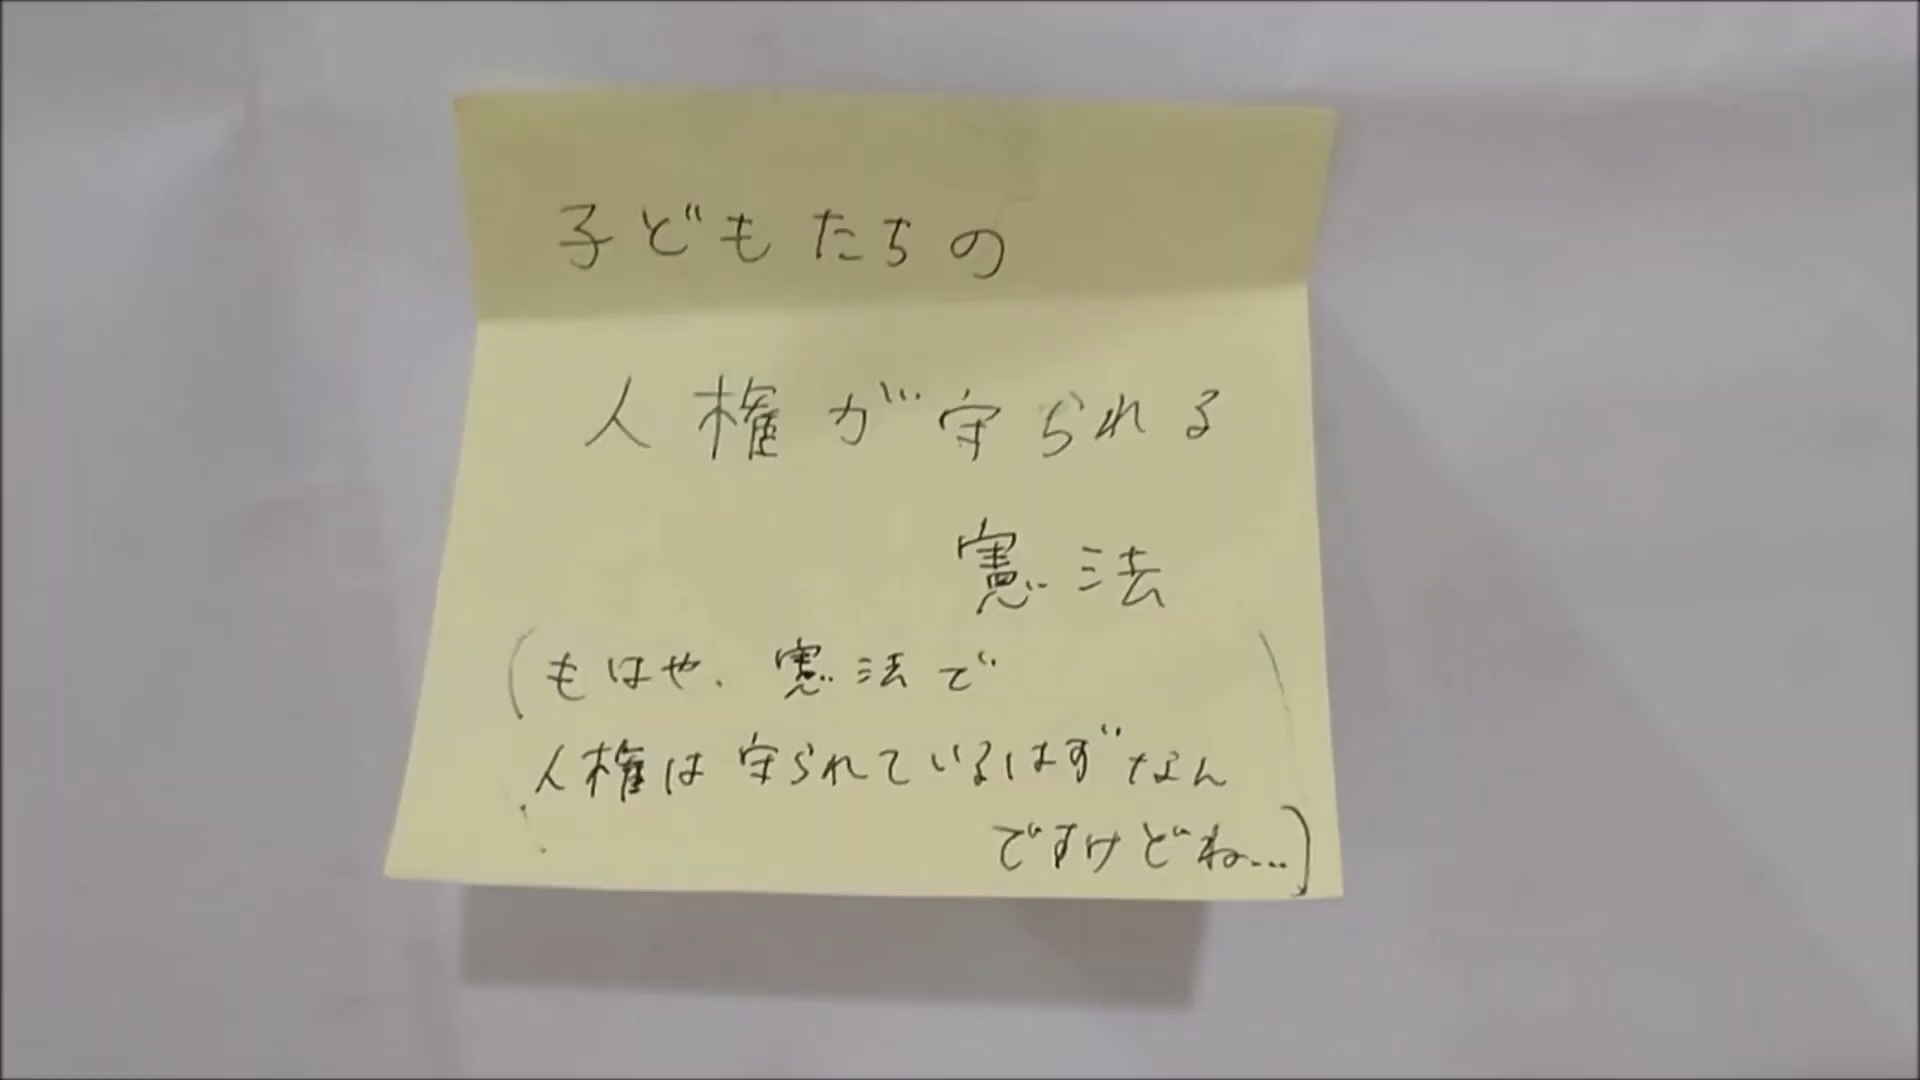 子どもたちの
人権が守られる
憲法
(もはや、憲法で
人権は守られているはずなん
ですけどね…)